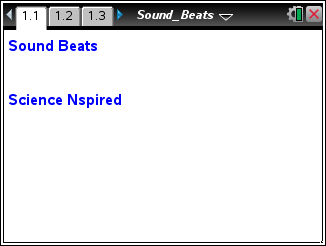 1.1 1.2 1.3 Sound_Beats
Sound Beats
Science Nspired